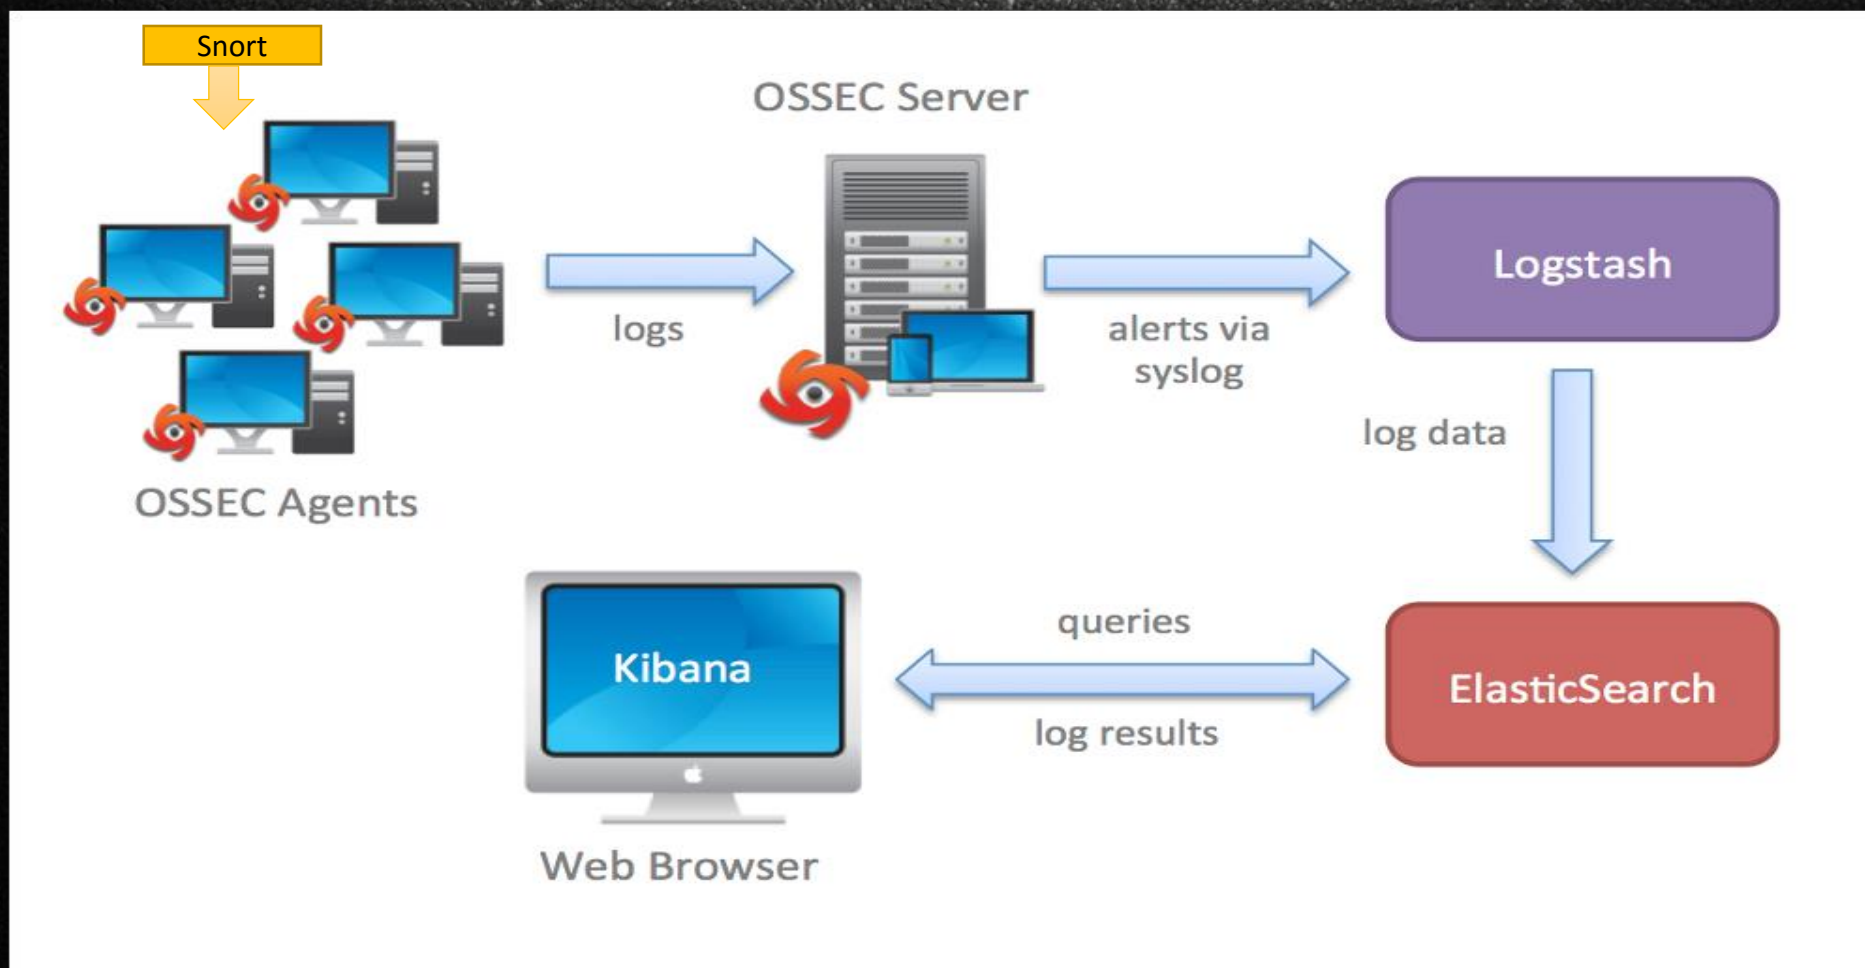 Snort
OSSEC Server
Logstash
logs
alerts via
syslog
log data
OSSEC Agents
queries
Kibana
ElasticSearch
log results
Web Browser